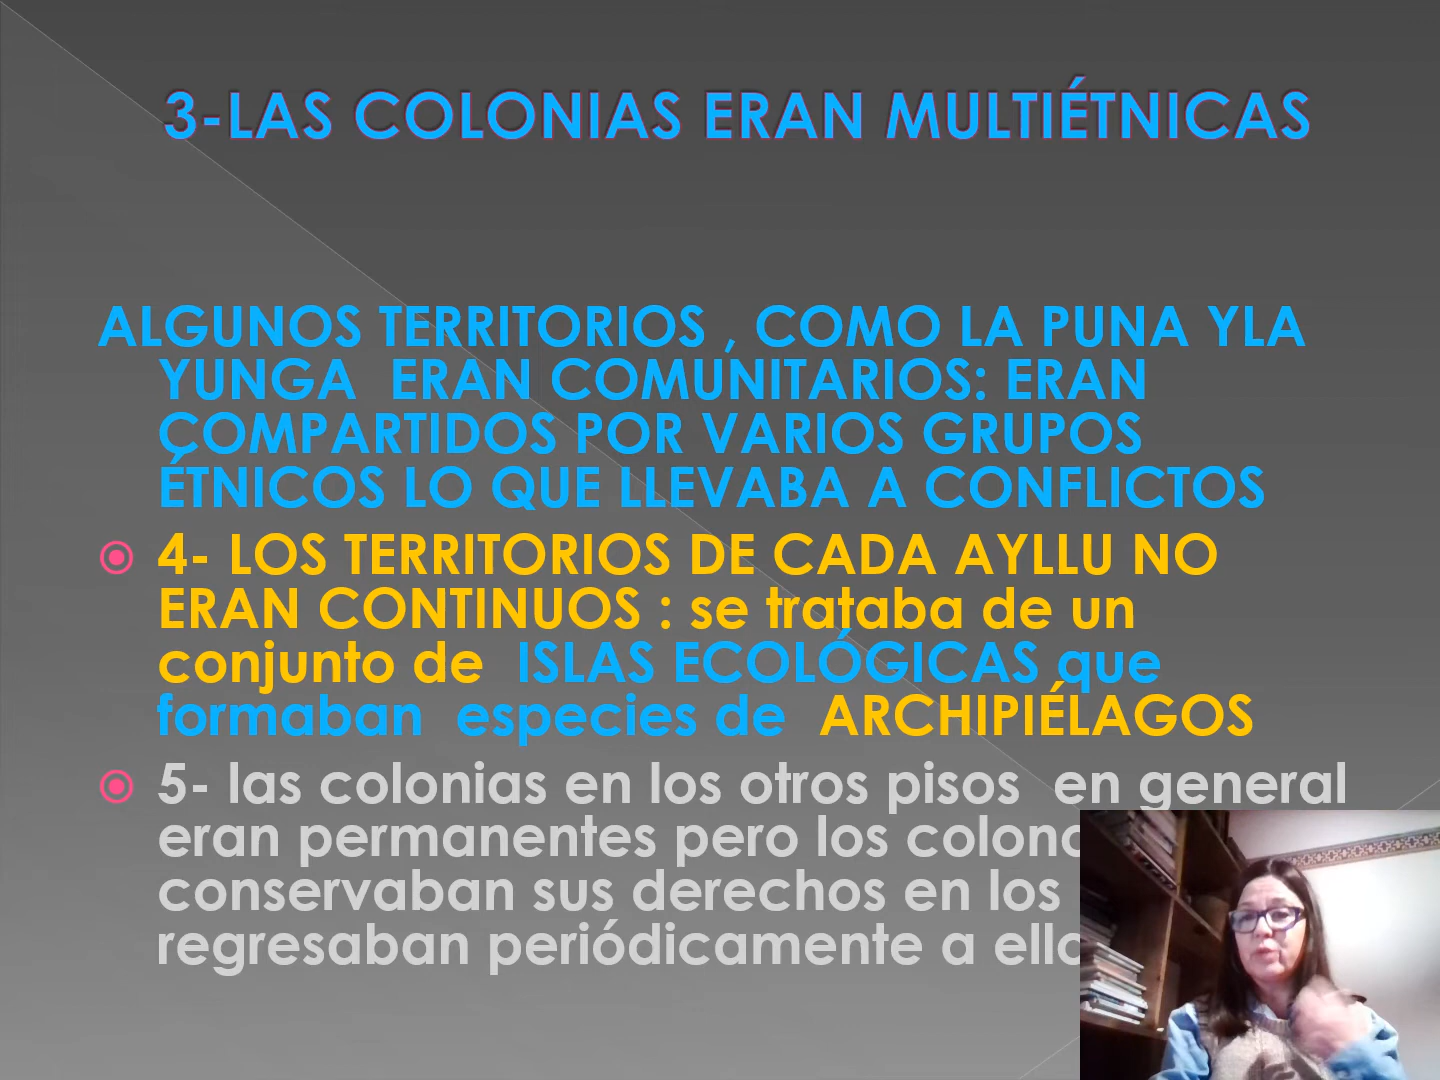 3-LAS COLONIAS ERAN MULTIÉTNICAS
ALGUNOS TERRITORIOS , COMO LA PUNA YLA
YUNGA ERAN COMUNITARIOS: ERAN
COMPARTIDOS POR VARIOS GRUPOS
ÉTNICOS LO QUE LLEVABA A CONFLICTOS
4- LOS TERRITORIOS DE CADA AYLLU NO
ERAN CONTINUOS : se trataba de un
conjunto de ISLAS ECOLÓGICAS que
formaban especies de ARCHIPIÉLAGOS
5- las colonias en los otros pisos en general
eran permanentes pero los
conservaban sus derechos en los
regresaban periódicamente a